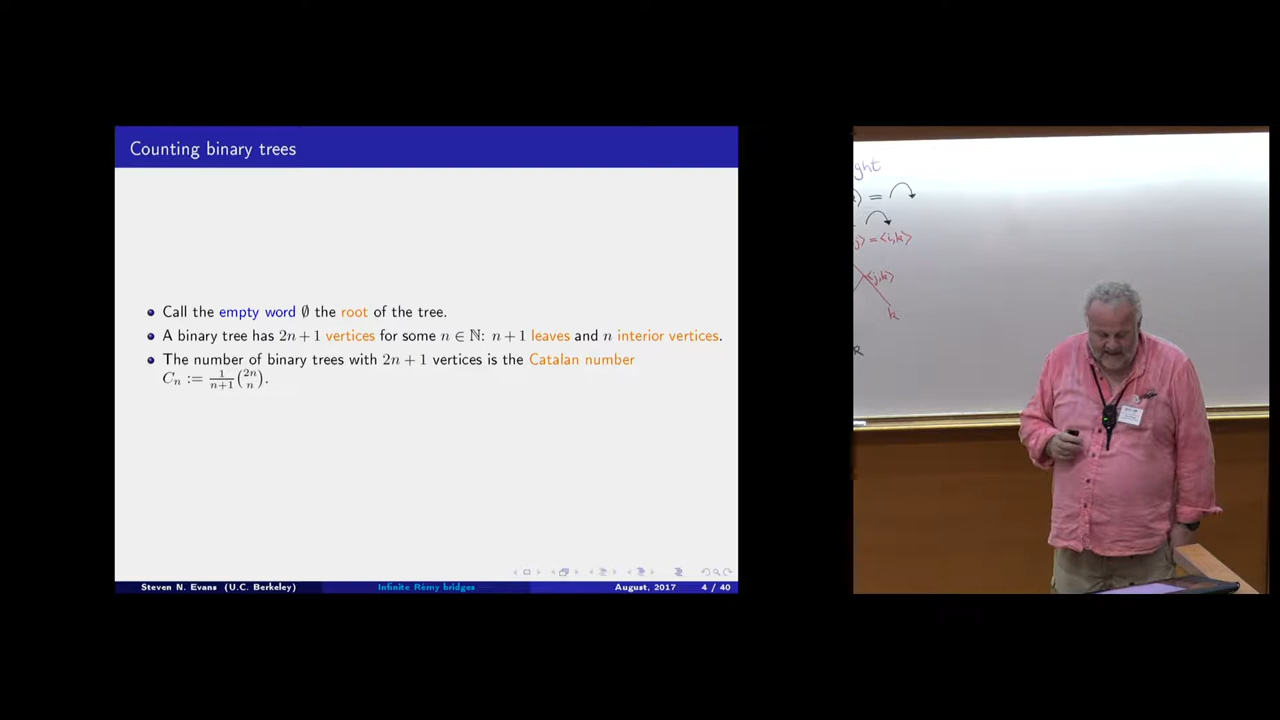 Counting binary trees
Call the empty word ∅ the root of the tree.
A binary tree has 2n + 1 vertices for some n ∈ ℕ: n + 1 leaves and n interior vertices.
The number of binary trees with 2n + 1 vertices is the Catalan number
Cₙ := 1/(n+1) (2n n).
Steven N. Evans (U.C. Berkeley) Infinite Rémy bridges August, 2017 4 / 40
ght
) = ↷
↷
j⟩ = ⟨i,k⟩
⟨j,k⟩
k
R